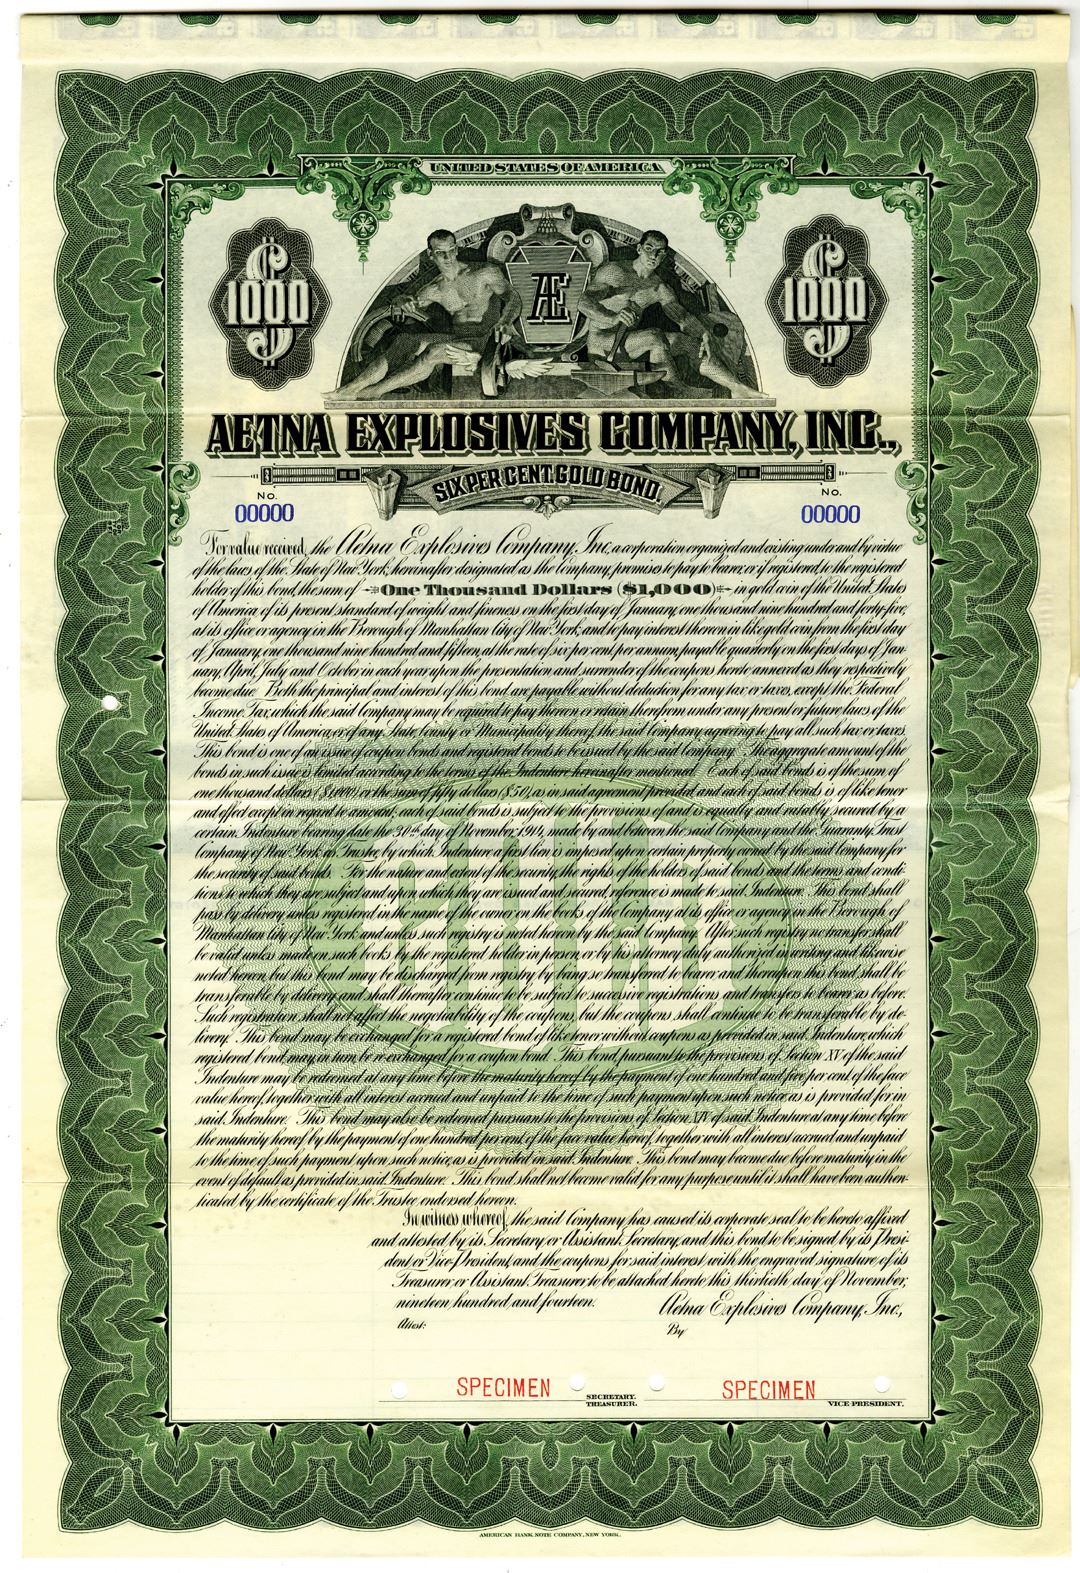 UNITED STATES OF AMERICA
$ 1000
Æ
$ 1000
AETNA EXPLOSIVES COMPANY, INC.,
SIX PER CENT. GOLD BOND.
NO. NO.
00000 00000
For value received, the Aetna Explosives Company, Inc., a corporation organized and existing under and by virtue
of the laws of the State of New York, hereinafter designated as the Company, promises to pay to bearer, or if registered, to the registered
holder of this bond, the sum of One Thousand Dollars ($1,000) in gold coin of the United States
of America, of its present standard of weight and fineness on the first day of January, one thousand nine hundred and forty-five,
at its office or agency in the Borough of Manhattan City of New York, and to pay interest thereon in like gold coin from the first day
of January, one thousand nine hundred and fifteen, at the rate of six per cent. per annum, payable quarterly on the first days of Jan-
uary, April, July and October in each year upon the presentation and surrender of the coupons hereto annexed as they respectively
become due. Both the principal and interest of this bond are payable without deduction for any tax or taxes, except the Federal
Income Tax, which the said Company may be required to pay thereon or retain therefrom under any present or future laws of the
United States of America, or of any State, County or Municipality thereof, the said Company agreeing to pay all such tax or taxes.
This bond is one of an issue of coupon bonds and registered bonds to be issued by the said Company. The aggregate amount of the
bonds in such issue is limited according to the terms of the Indenture hereinafter mentioned. Each of said bonds is of the sum of
one thousand dollars ($1,000) or the sum of fifty dollars ($50), as in said agreement provided, and each of said bonds is of like tenor
and effect except in regard to amount; each of said bonds is subject to the provisions of and is equally and ratably secured by a
certain Indenture bearing date the 30th day of November, 1914, made by and between the said Company and the Guaranty Trust
Company of New York, as Trustee, by which Indenture a first lien is imposed upon certain property owned by the said Company for
the security of said bonds. For the nature and extent of the security, the rights of the holders of said bonds and the terms and condi-
tions to which they are subject and upon which they are issued and secured, reference is made to said Indenture. This bond shall
pass by delivery unless registered in the name of the owner on the books of the Company at its office or agency in the Borough of
Manhattan City of New York, and unless such registry is noted hereon by the said Company. After such registry no transfer shall
be valid unless made on such books by the registered holder in person, or by his attorney duly authorized in writing and likewise
noted hereon, but this bond may be discharged from registry by being so transferred to bearer and thereupon this bond shall be
transferable by delivery and shall thereafter continue to be subject to successive registrations and transfers to bearer as before.
Such registration shall not affect the negotiability of the coupons, but the coupons shall continue to be transferable by de-
livery. This bond may be exchanged for a registered bond of like tenor without coupons as provided in said Indenture, which
registered bond may in turn be re-exchanged for a coupon bond. This bond, pursuant to the provisions of Section XV of the said
Indenture may be redeemed at any time before the maturity hereof by the payment of one hundred and five per cent. of the face
value hereof, together with all interest accrued and unpaid to the time of such payment upon such notice as is provided for in
said Indenture. This bond may also be redeemed pursuant to the provisions of Section XIV of said Indenture at any time before
the maturity hereof by the payment of one hundred per cent. of the face value hereof, together with all interest accrued and unpaid
to the time of such payment upon such notice, as is provided in said Indenture. This bond may become due before maturity in the
event of default as provided in said Indenture. This bond shall not become valid for any purpose until it shall have been authen-
ticated by the certificate of the Trustee endorsed hereon.
In witness whereof, the said Company has caused its corporate seal to be hereto affixed
and attested by its Secretary or Assistant Secretary, and this bond to be signed by its Presi-
dent or Vice-President, and the coupons for said interest with the engraved signature of its
Treasurer or Assistant Treasurer to be attached hereto this thirtieth day of November,
nineteen hundred and fourteen. Aetna Explosives Company, Inc.,
Attest: By
SPECIMEN SPECIMEN
SECRETARY. VICE-PRESIDENT.
TREASURER.
AMERICAN BANK NOTE COMPANY, NEW YORK.